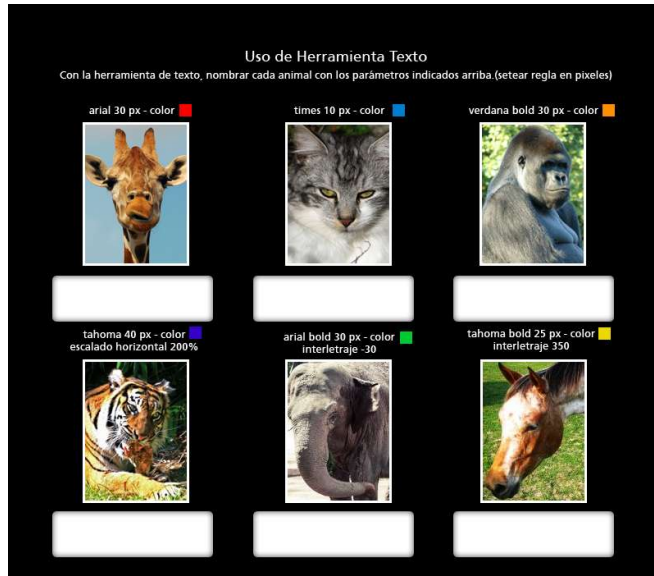 Uso de Herramienta Texto
Con la herramienta de texto, nombrar cada animal con los parámetros indicados arriba.(setear regla en pixeles)
arial 30 px - color
times 10 px - color
verdana bold 30 px - color
tahoma 40 px - color
escalado horizontal 200%
arial bold 30 px - color
interletraje -30
tahoma bold 25 px - color
interletraje 350